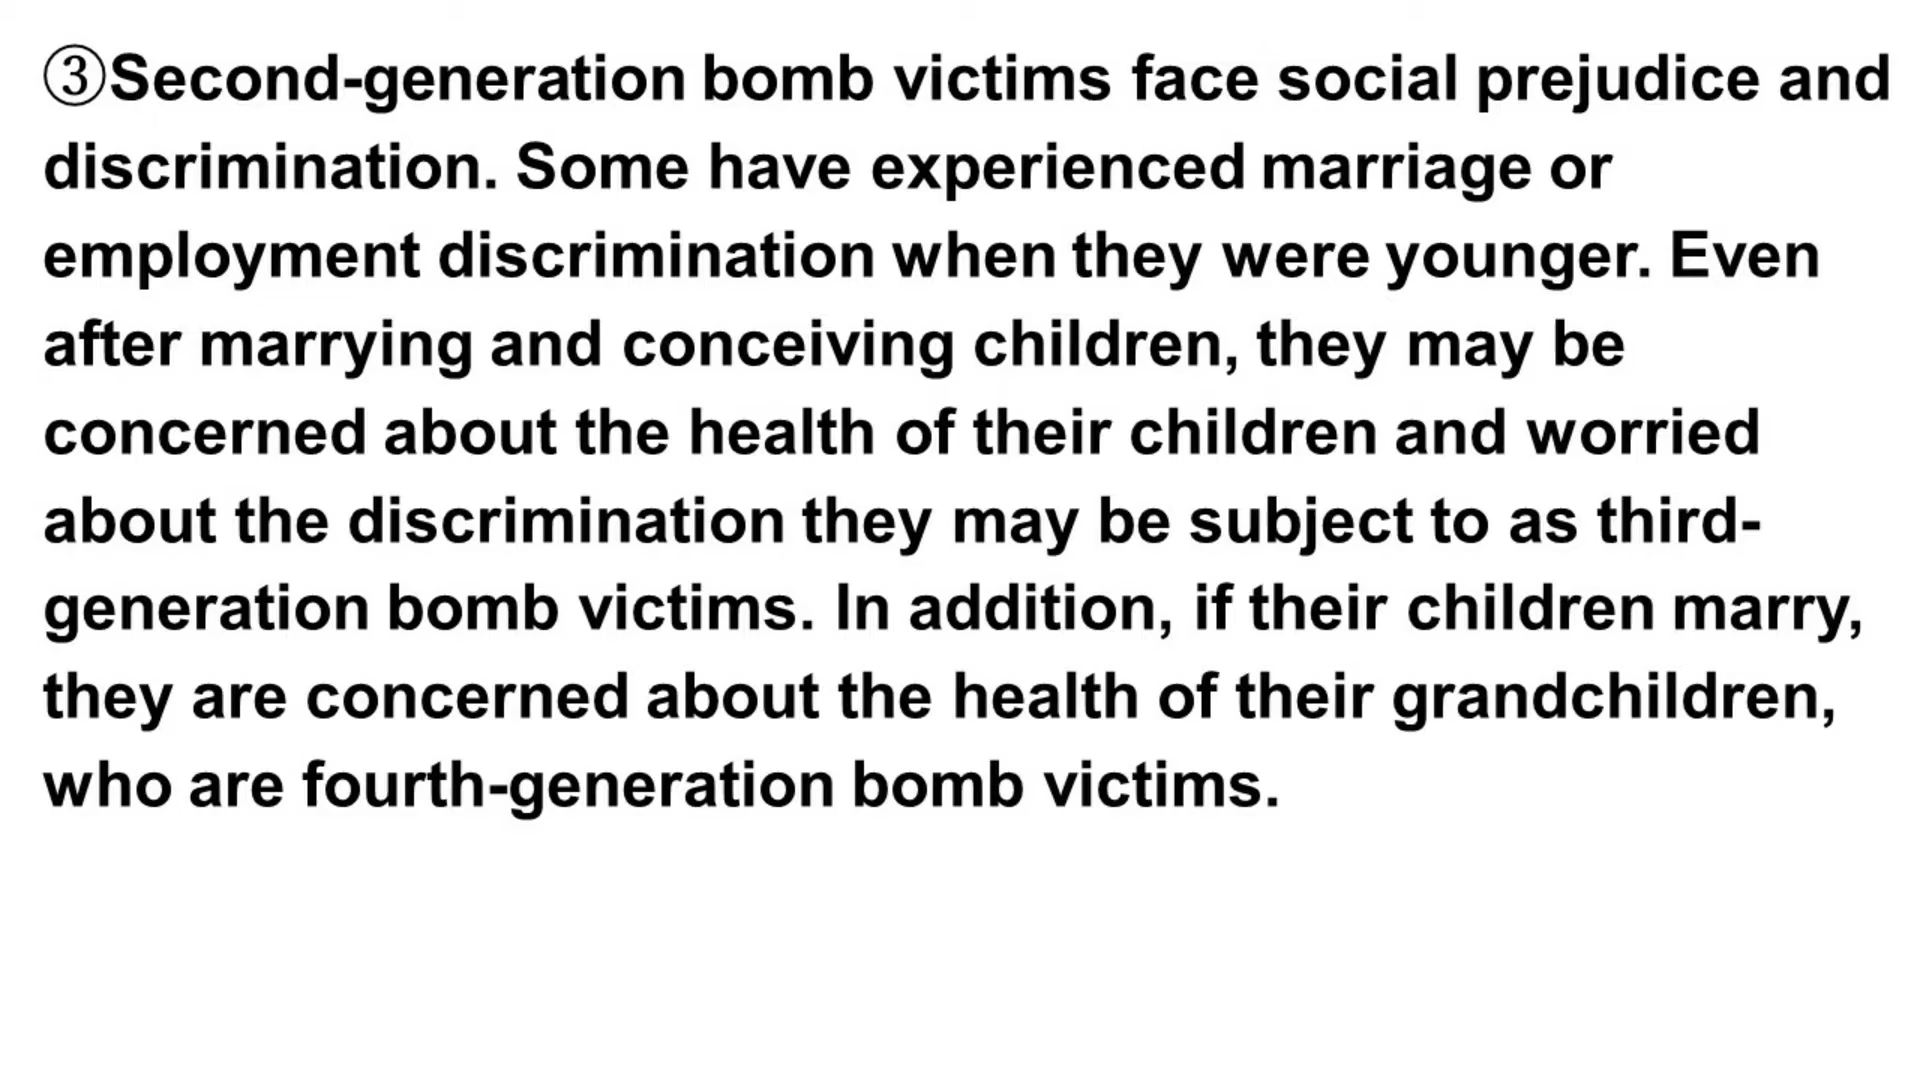 ③Second-generation bomb victims face social prejudice and
discrimination. Some have experienced marriage or
employment discrimination when they were younger. Even
after marrying and conceiving children, they may be
concerned about the health of their children and worried
about the discrimination they may be subject to as third-
generation bomb victims. In addition, if their children marry,
they are concerned about the health of their grandchildren,
who are fourth-generation bomb victims.